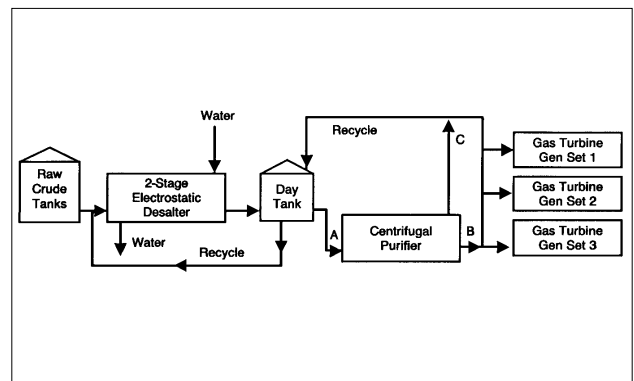 Water
Recycle
C
Gas Turbine
Gen Set 1
Raw
Crude
Tanks
2-Stage
Electrostatic
Desalter
Day
Tank
Gas Turbine
Gen Set 2
A
Centrifugal
Purifier
B
Gas Turbine
Gen Set 3
Water
Recycle